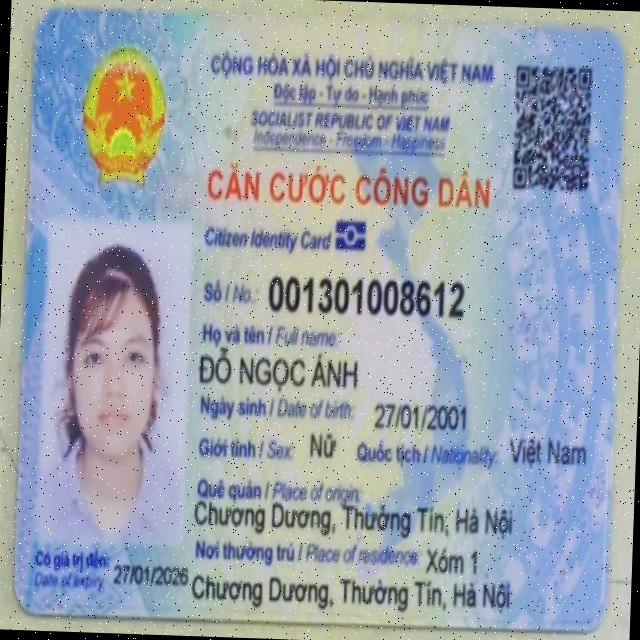 CỘNG HÒA XÃ HỘI CHỦ NGHĨA VIỆT NAM
Độc lập - Tự do - Hạnh phúc
SOCIALIST REPUBLIC OF VIET NAM
Independence - Freedom - Happiness
CĂN CƯỚC CÔNG DÂN
Citizen Identity Card
Số / No.: 001301008612
Họ và tên / Full name:
ĐỖ NGỌC ÁNH
Ngày sinh / Date of birth: 27/01/2001
Giới tính / Sex: Nữ Quốc tịch / Nationality: Việt Nam
Quê quán / Place of origin:
Chương Dương, Thường Tín, Hà Nội
Nơi thường trú / Place of residence: Xóm 1
Chương Dương, Thường Tín, Hà Nội
Có giá trị đến: 27/01/2026
Date of expiry